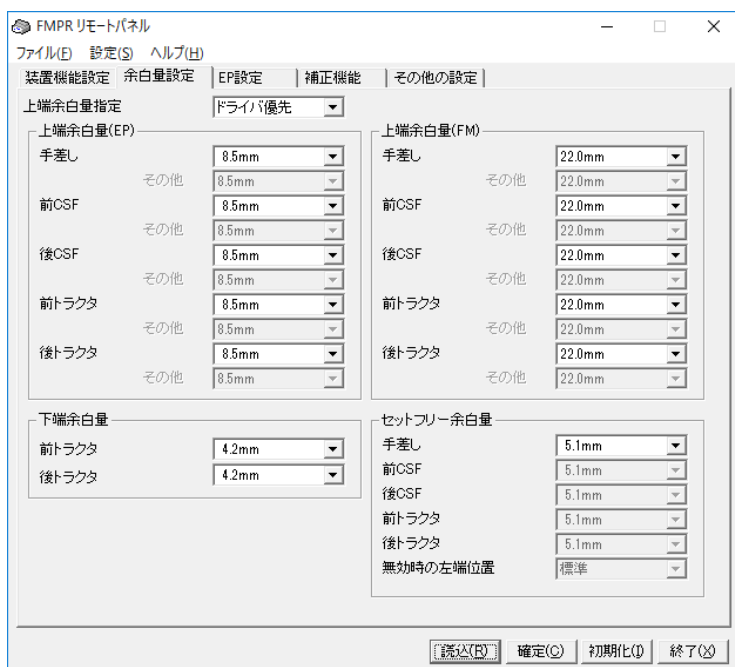 FMPR リモートパネル
ファイル(F) 設定(S) ヘルプ(H)
装置機能設定 余白量設定 EP設定 補正機能 その他の設定
上端余白量指定 ドライバ優先
上端余白量(EP)
手差し 8.5mm
その他 8.5mm
前CSF 8.5mm
その他 8.5mm
後CSF 8.5mm
その他 8.5mm
前トラクタ 8.5mm
その他 8.5mm
後トラクタ 8.5mm
その他 8.5mm
上端余白量(FM)
手差し 22.0mm
その他 22.0mm
前CSF 22.0mm
その他 22.0mm
後CSF 22.0mm
その他 22.0mm
前トラクタ 22.0mm
その他 22.0mm
後トラクタ 22.0mm
その他 22.0mm
下端余白量
前トラクタ 4.2mm
後トラクタ 4.2mm
セットフリー余白量
手差し 5.1mm
前CSF 5.1mm
後CSF 5.1mm
前トラクタ 5.1mm
後トラクタ 5.1mm
無効時の左端位置 標準
読込(R) 確定(C) 初期化(I) 終了(X)